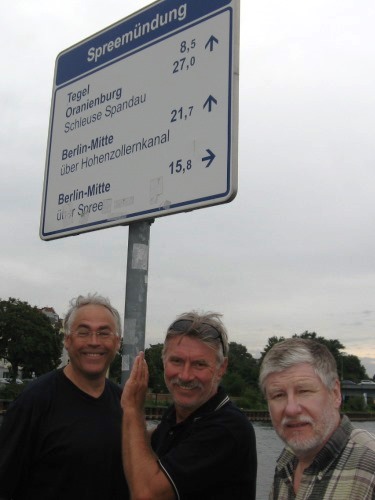 Spreemündung
Tegel 8,5
Oranienburg 27,0
Schleuse Spandau
Berlin-Mitte 21,7
über Hohenzollernkanal
Berlin-Mitte 15,8
über Spree